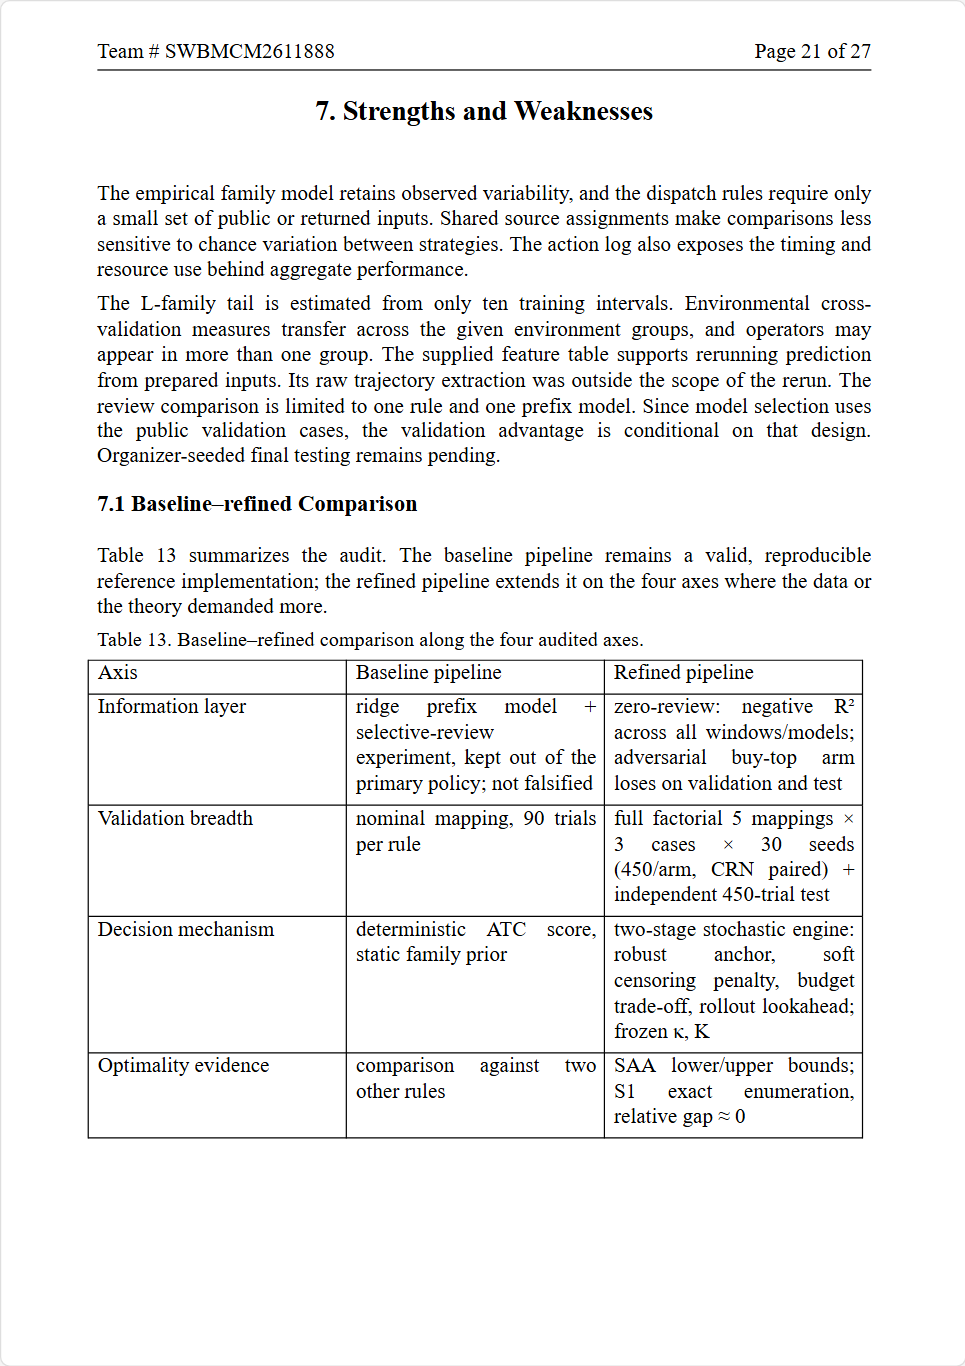 Team # SWBMCM2611888 Page 21 of 27
7. Strengths and Weaknesses
The empirical family model retains observed variability, and the dispatch rules require only
a small set of public or returned inputs. Shared source assignments make comparisons less
sensitive to chance variation between strategies. The action log also exposes the timing and
resource use behind aggregate performance.
The L-family tail is estimated from only ten training intervals. Environmental cross-
validation measures transfer across the given environment groups, and operators may
appear in more than one group. The supplied feature table supports rerunning prediction
from prepared inputs. Its raw trajectory extraction was outside the scope of the rerun. The
review comparison is limited to one rule and one prefix model. Since model selection uses
the public validation cases, the validation advantage is conditional on that design.
Organizer-seeded final testing remains pending.
7.1 Baseline–refined Comparison
Table 13 summarizes the audit. The baseline pipeline remains a valid, reproducible
reference implementation; the refined pipeline extends it on the four axes where the data or
the theory demanded more.
Table 13. Baseline–refined comparison along the four audited axes.
Axis
Baseline pipeline
Refined pipeline
Information layer
ridge prefix model +
selective-review
experiment, kept out of the
primary policy; not falsified
zero-review: negative R²
across all windows/models;
adversarial buy-top arm
loses on validation and test
Validation breadth
nominal mapping, 90 trials
per rule
full factorial 5 mappings ×
3 cases × 30 seeds
(450/arm, CRN paired) +
independent 450-trial test
Decision mechanism
deterministic ATC score,
static family prior
two-stage stochastic engine:
robust anchor, soft
censoring penalty, budget
trade-off, rollout lookahead;
frozen κ, K
Optimality evidence
comparison against two
other rules
SAA lower/upper bounds;
S1 exact enumeration,
relative gap ≈ 0